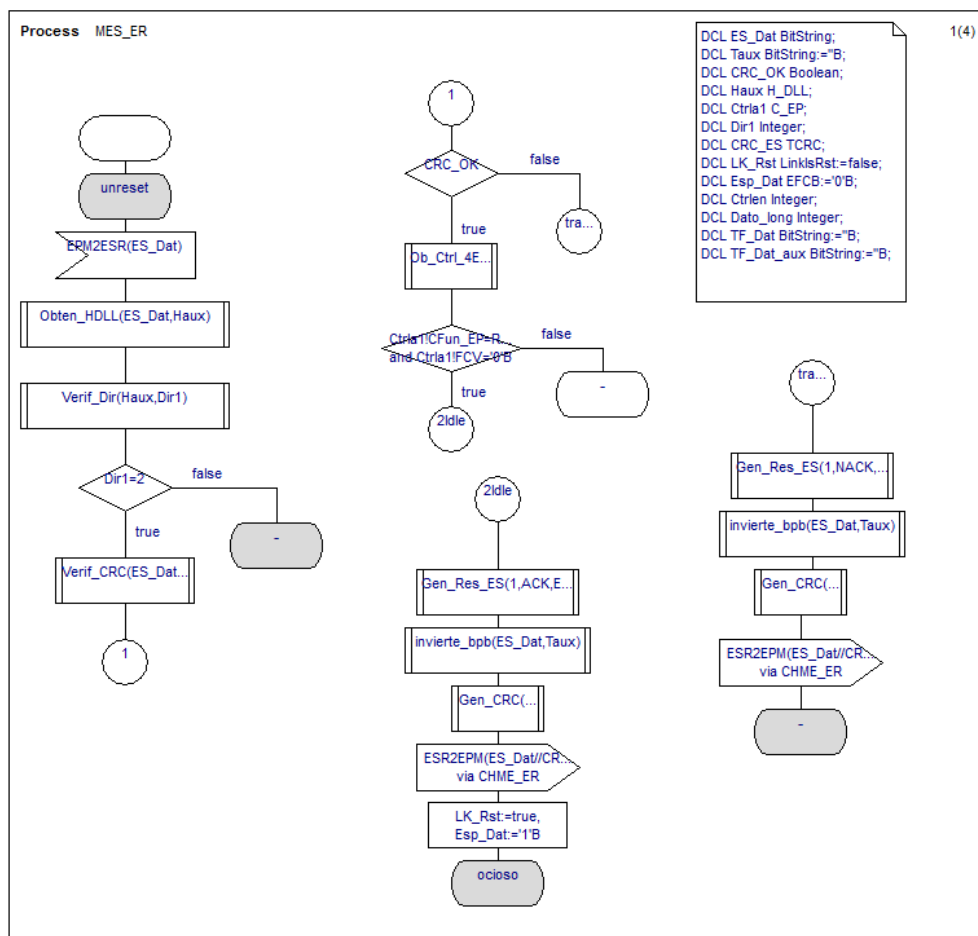 Process MES_ER
1(4)
DCL ES_Dat BitString;
DCL Taux BitString:=''B;
DCL CRC_OK Boolean;
DCL Haux H_DLL;
DCL Ctrla1 C_EP;
DCL Dir1 Integer;
DCL CRC_ES TCRC;
DCL LK_Rst LinkIsRst:=false;
DCL Esp_Dat EFCB:='0'B;
DCL Ctrlen Integer;
DCL Dato_long Integer;
DCL TF_Dat BitString:=''B;
DCL TF_Dat_aux BitString:=''B;
unreset
EPM2ESR(ES_Dat)
Obten_HDLL(ES_Dat,Haux)
Verif_Dir(Haux,Dir1)
Dir1=2
false
true
-
Verif_CRC(ES_Dat...
1
1
CRC_OK
false
true
tra...
Ob_Ctrl_4E...
Ctrla1!CFun_EP=R.
and Ctrla1!FCV='0'B
false
true
-
2Idle
2Idle
Gen_Res_ES(1,ACK,E...
invierte_bpb(ES_Dat,Taux)
Gen_CRC(...
ESR2EPM(ES_Dat//CR...
via CHME_ER
LK_Rst:=true,
Esp_Dat:='1'B
ocioso
tra...
Gen_Res_ES(1,NACK,...
invierte_bpb(ES_Dat,Taux)
Gen_CRC(...
ESR2EPM(ES_Dat//CR...
via CHME_ER
-